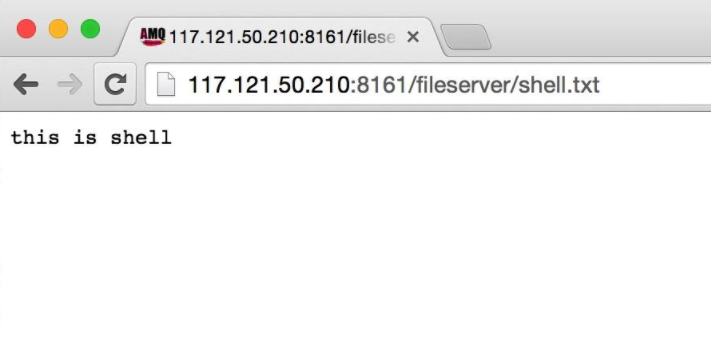 AMQ 117.121.50.210:8161/filese
117.121.50.210:8161/fileserver/shell.txt
this is shell